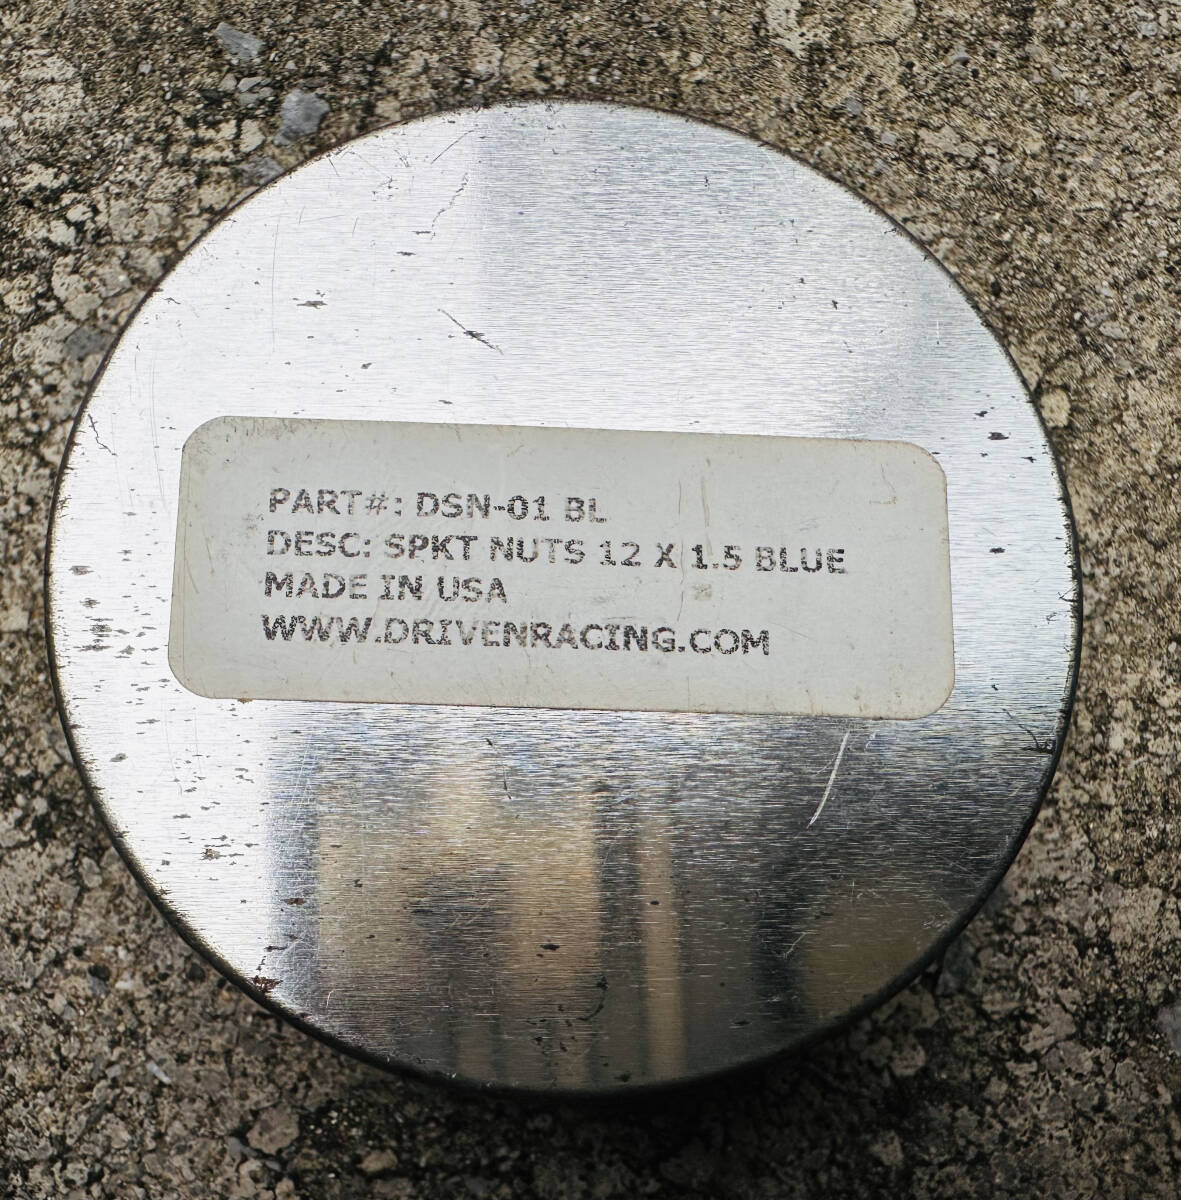 PART#: DSN-01 BL
DESC: SPKT NUTS 12 X 1.5 BLUE
MADE IN USA
WWW.DRIVENRACING.COM